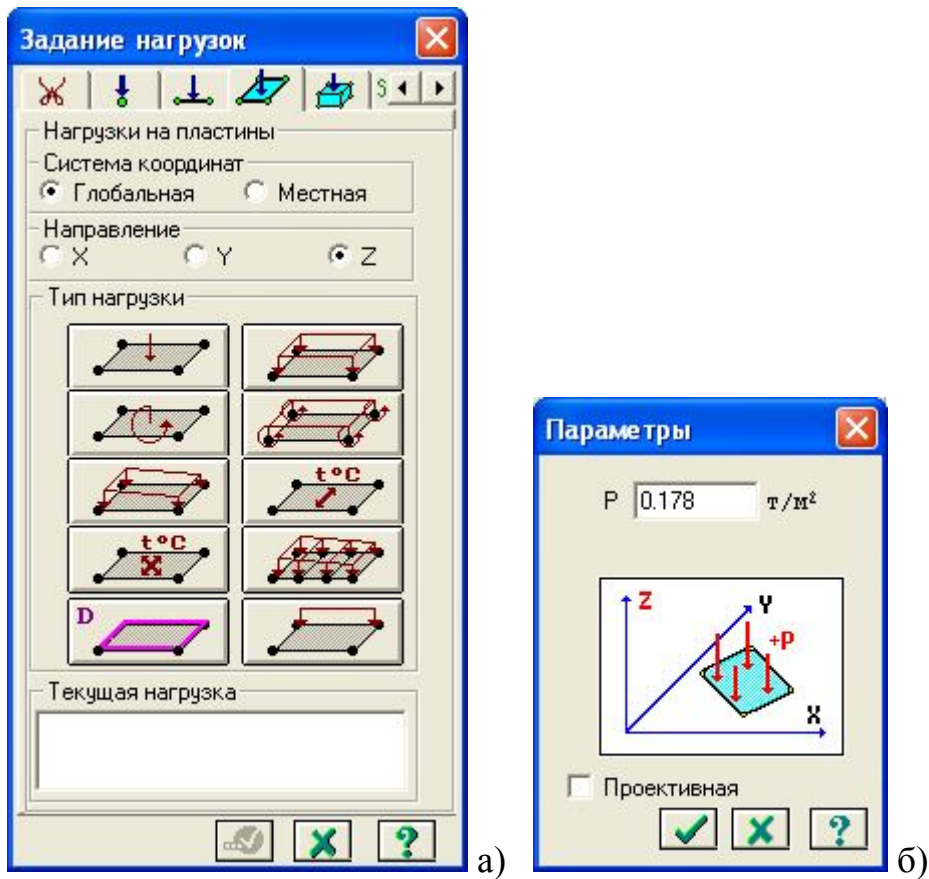 Задание нагрузок
S
Нагрузки на пластины
Система координат
Глобальная Местная
Направление
X Y Z
Тип нагрузки
t°C
t°C
D
Текущая нагрузка
?
а)
Параметры
P 0.178 т/м²
Z
Y
+P
X
Проективная
?
б)